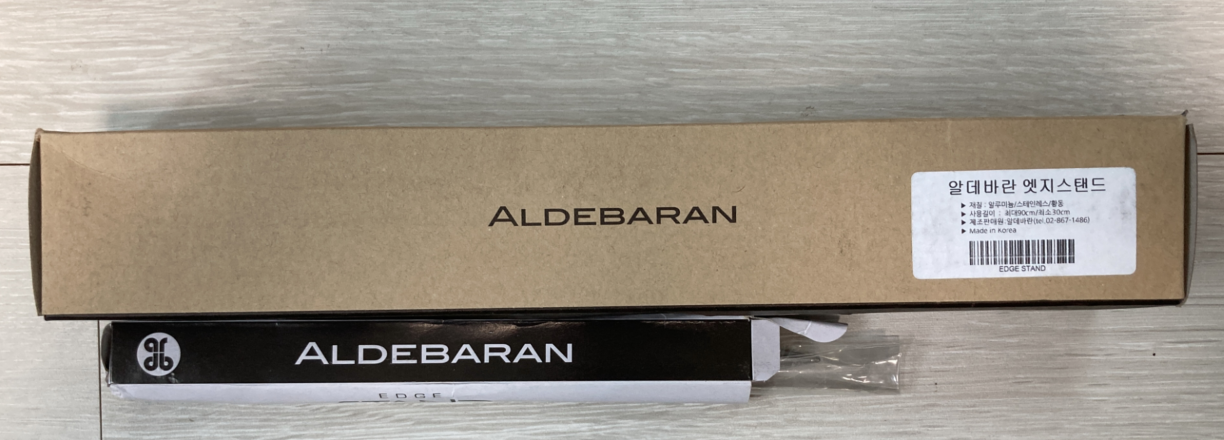 ALDEBARAN
알데바란 엣지스탠드
▶ 재질 : 알루미늄/스테인레스/황동
▶ 사용길이 : 최대90cm/최소30cm
▶ 제조판매원:알데바란(tel.02-867-1486)
▶ Made in Korea
EDGE STAND
ardb
ALDEBARAN
EDGE